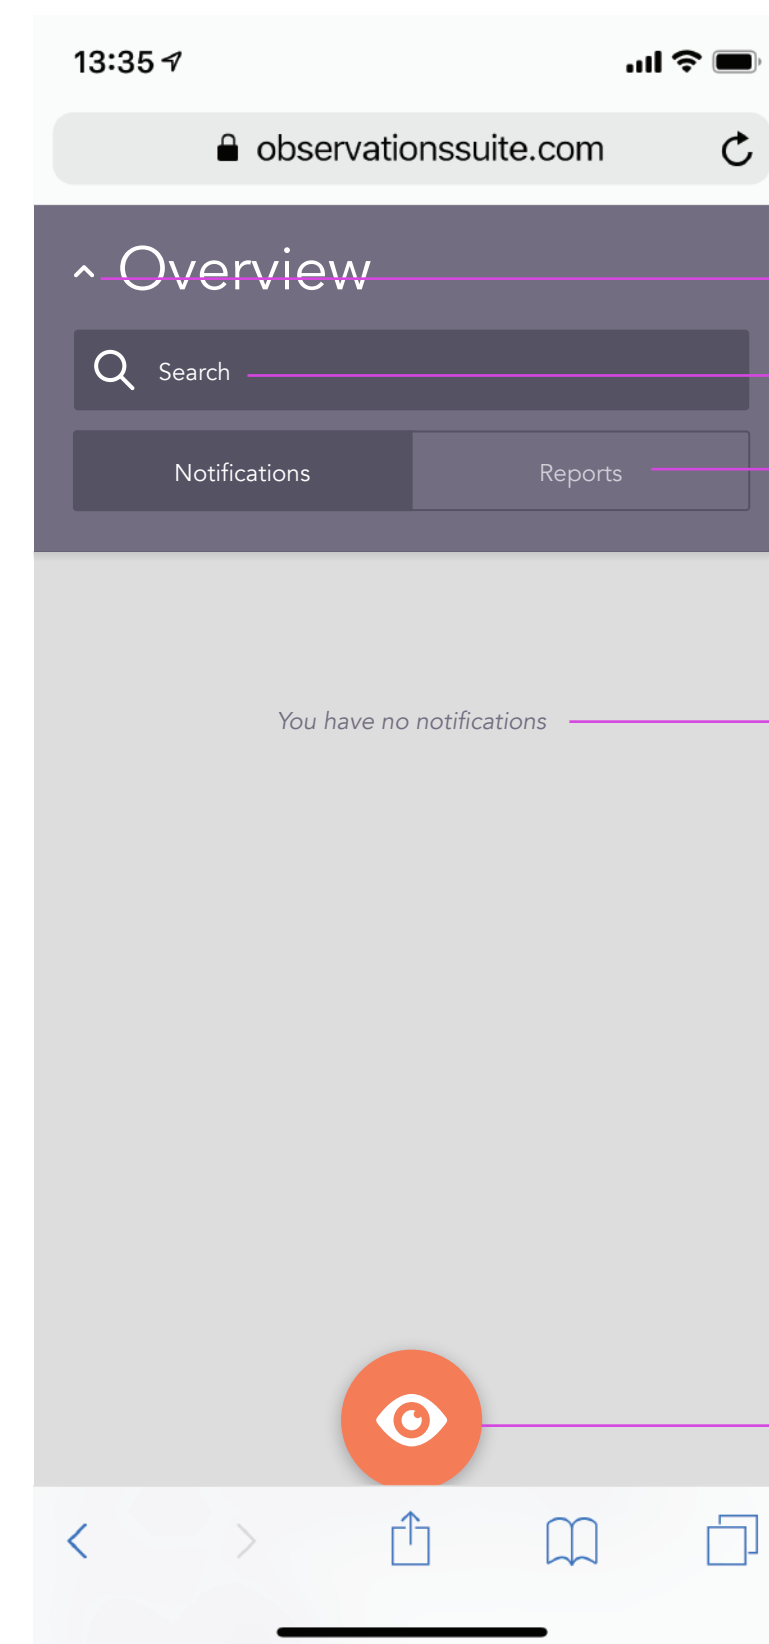 13:35
observationssuite.com
Overview
Search
Notifications
Reports
You have no notifications